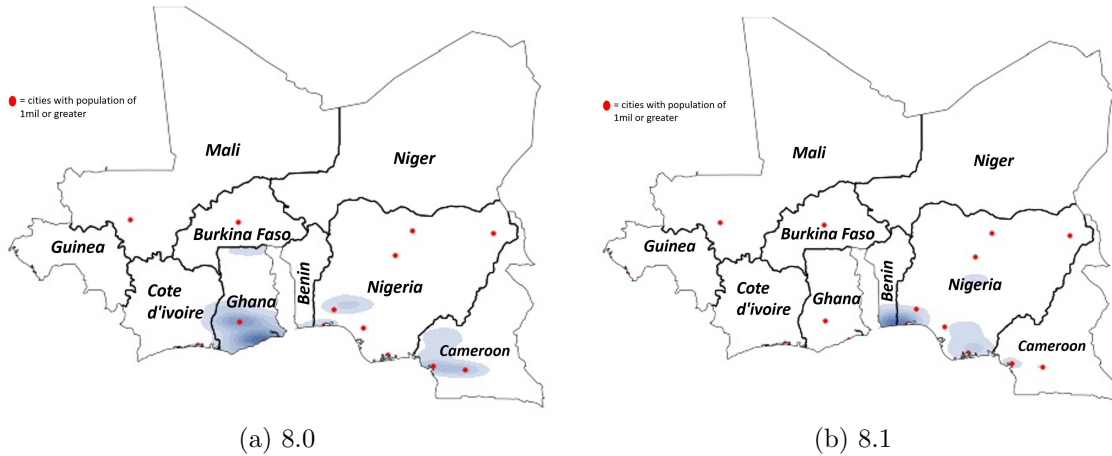 = cities with population of
1mil or greater
Mali
Niger
Burkina Faso
Guinea
Benin
Cote
d'ivoire
Ghana
Nigeria
Cameroon
(a) 8.0
= cities with population of
1mil or greater
Mali
Niger
Burkina Faso
Guinea
Benin
Cote
d'ivoire
Ghana
Nigeria
Cameroon
(b) 8.1